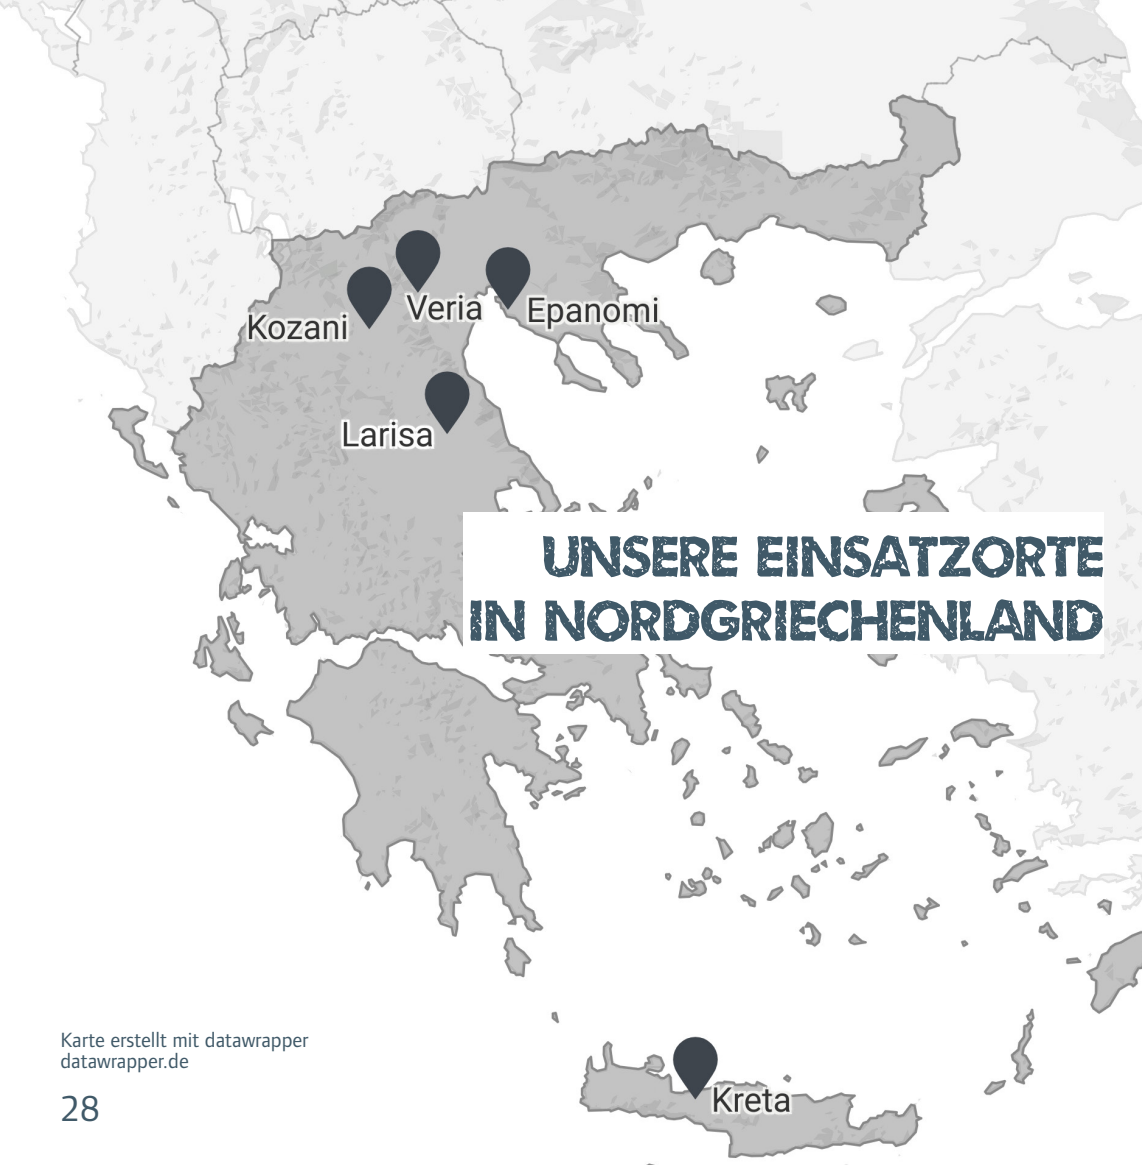 Veria
Epanomi
Kozani
Larisa
UNSERE EINSATZORTE
IN NORDGRIECHENLAND
Karte erstellt mit datawrapper
datawrapper.de
28
Kreta